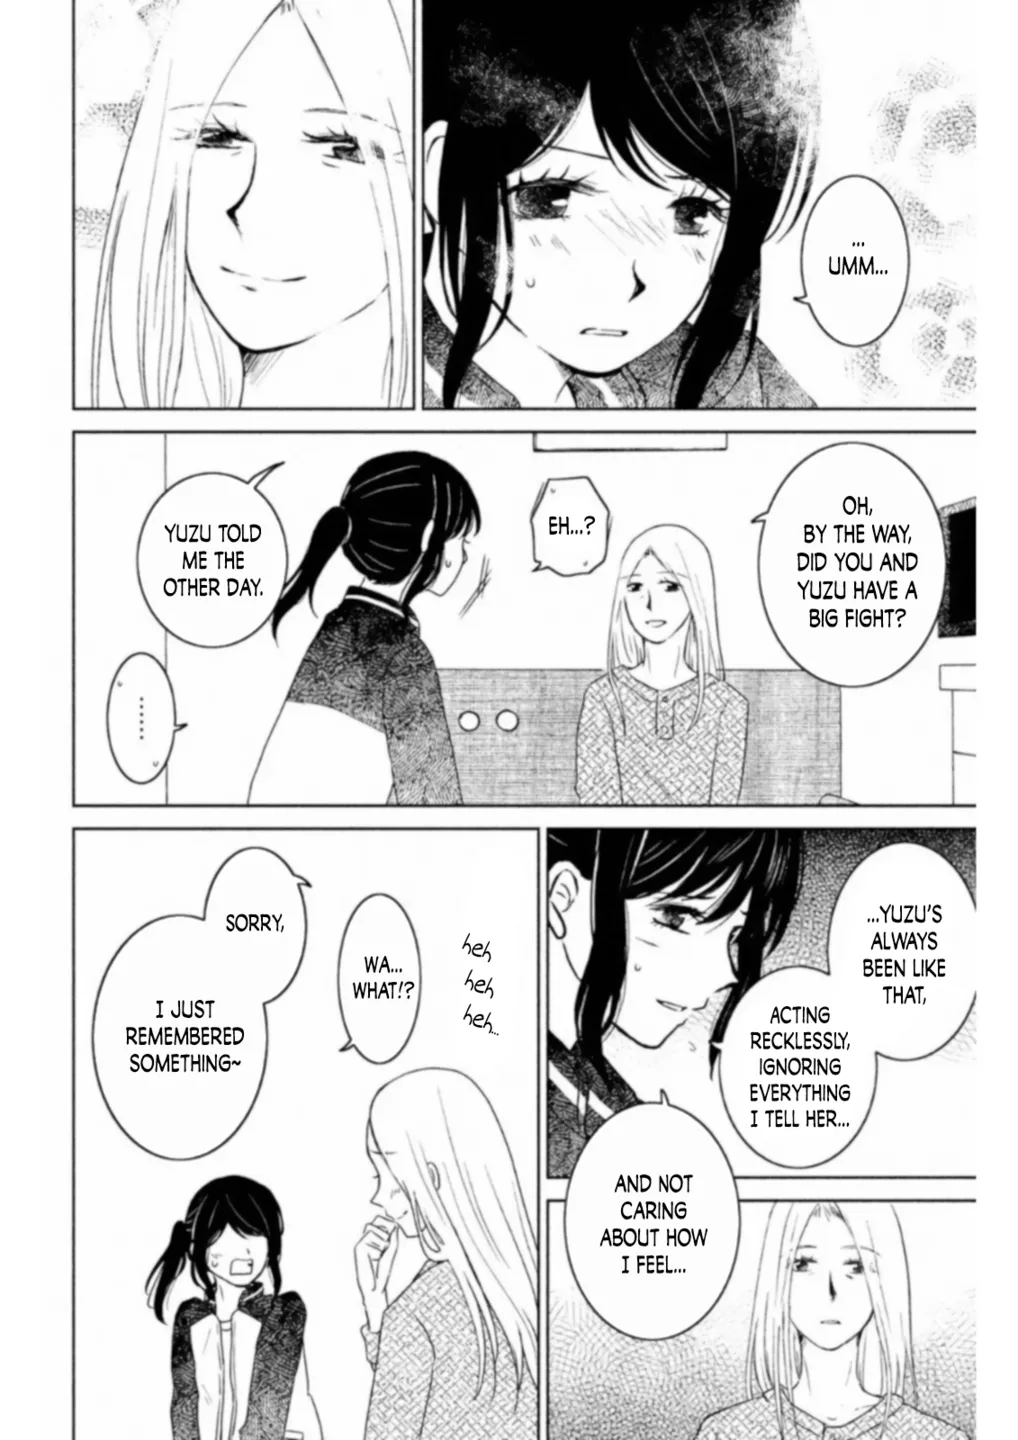 ...
UMM...
OH,
BY THE WAY,
DID YOU AND
YUZU HAVE A
BIG FIGHT?
EH...?
YUZU TOLD
ME THE
OTHER DAY.
......
...YUZU'S
ALWAYS
BEEN LIKE
THAT,
ACTING
RECKLESSLY,
IGNORING
EVERYTHING
I TELL HER...
AND NOT
CARING
ABOUT HOW
I FEEL...
heh
heh
heh...
WA...
WHAT!?
SORRY,
I JUST
REMEMBERED
SOMETHING~